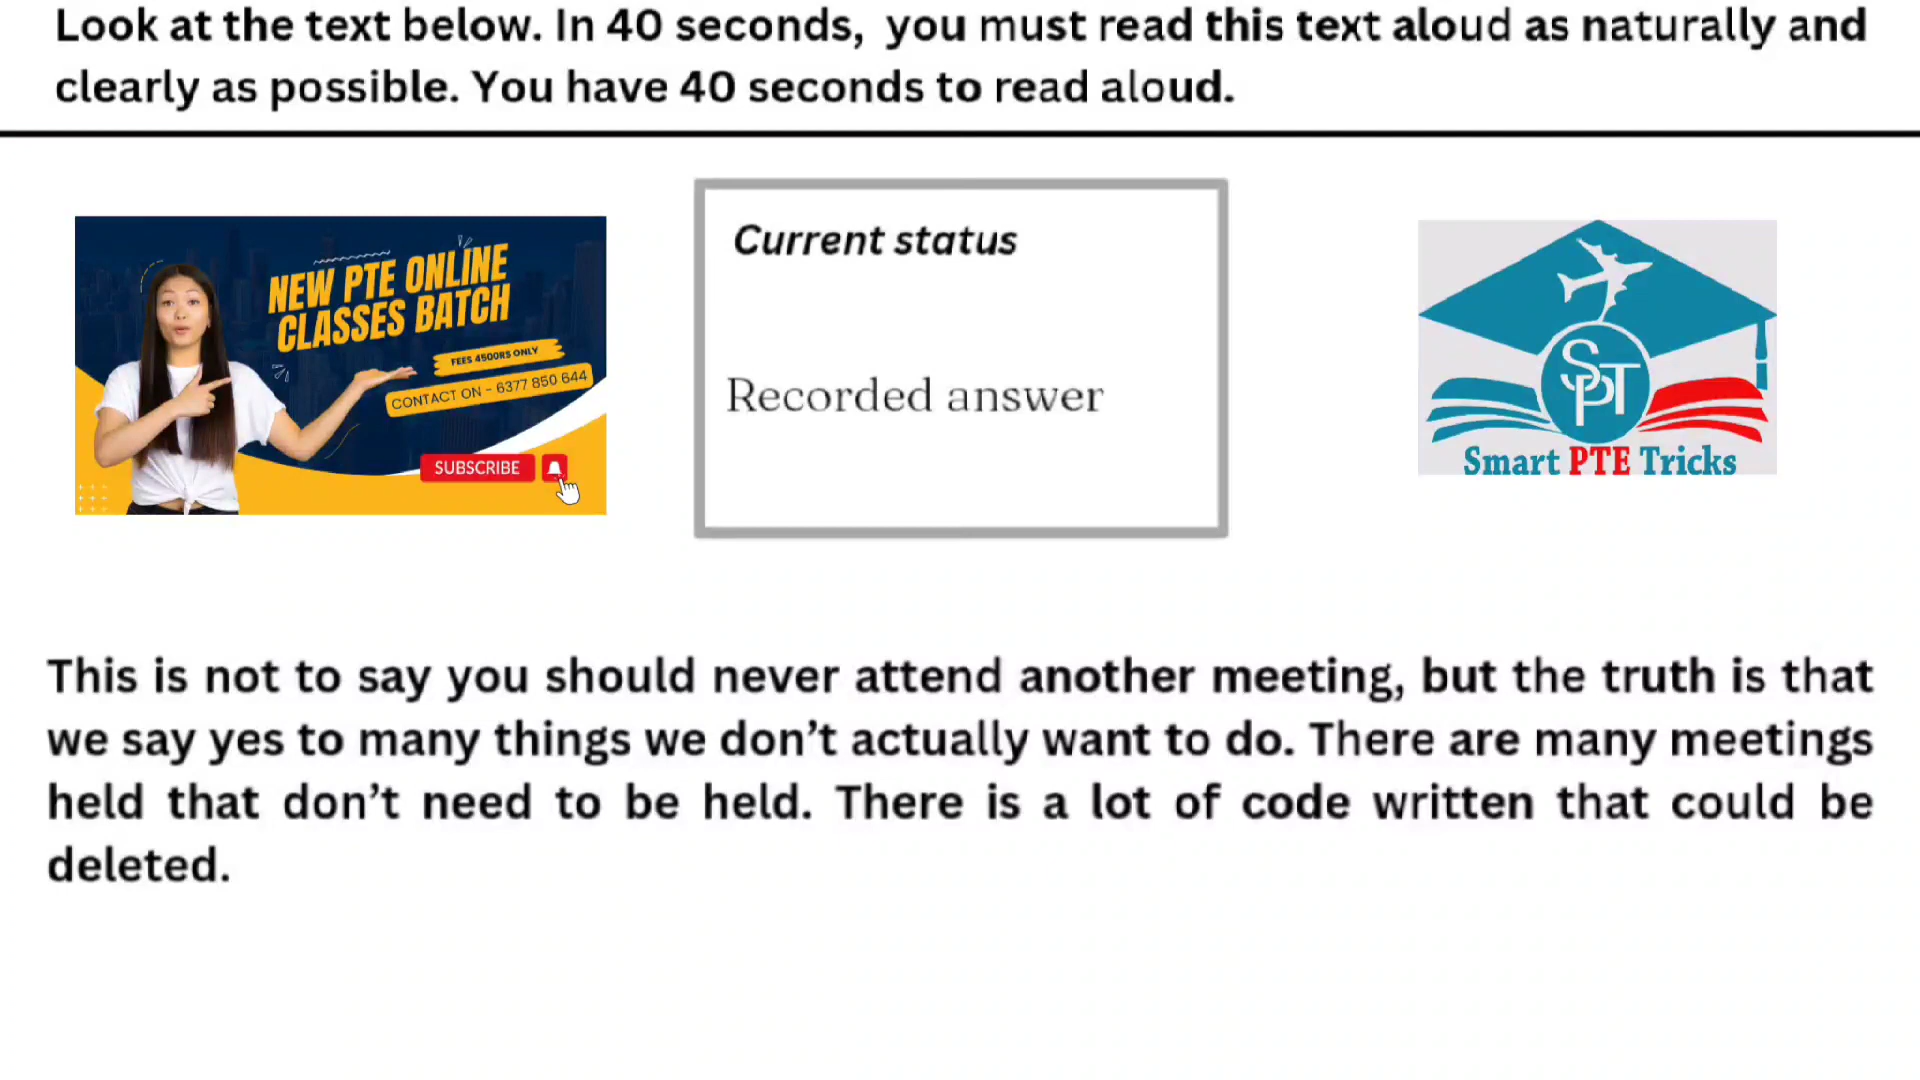 Look at the text below. In 40 seconds, you must read this text aloud as naturally and
clearly as possible. You have 40 seconds to read aloud.
NEW PTE ONLINE
CLASSES BATCH
FEES 4500RS ONLY
CONTACT ON - 6377 850 644
SUBSCRIBE
Current status
Recorded answer
SPT
Smart PTE Tricks
This is not to say you should never attend another meeting, but the truth is that
we say yes to many things we don’t actually want to do. There are many meetings
held that don’t need to be held. There is a lot of code written that could be
deleted.